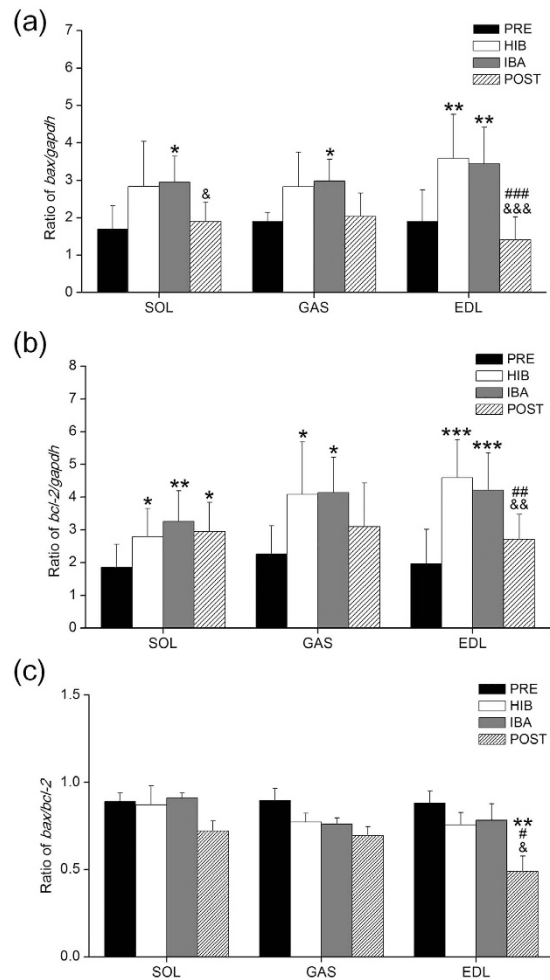 (a)
PRE
HIB
IBA
POST
Ratio of bax/gapdh
7
6
5
4
3
2
1
0
*
&
*
**
**
###
&&&
SOL GAS EDL
(b)
PRE
HIB
IBA
POST
Ratio of bcl-2/gapdh
8
7
6
5
4
3
2
1
0
*
**
*
*
*
***
***
##
&&
SOL GAS EDL
(c)
PRE
HIB
IBA
POST
Ratio of bax/bcl-2
1.5
1.0
0.5
0.0
**
#
&
SOL GAS EDL